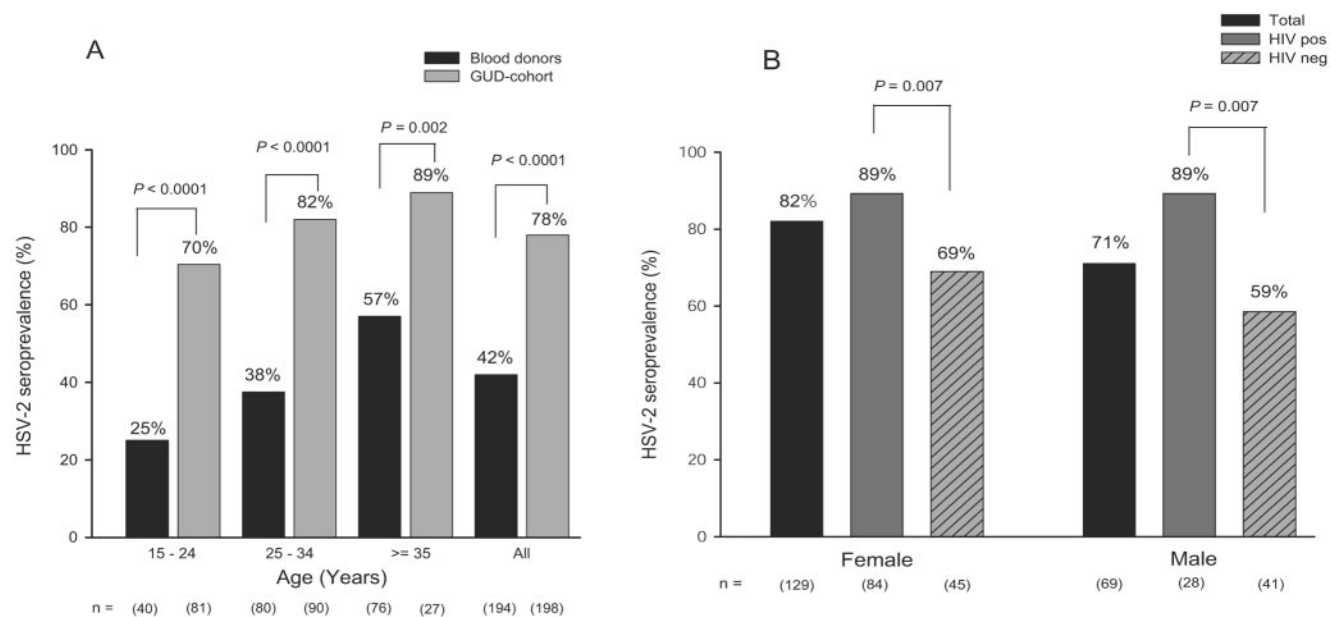 A
Blood donors
GUD-cohort
P < 0.0001
P < 0.0001
P = 0.002
P < 0.0001
HSV-2 seroprevalence (%)
100
80
60
40
20
0
25%
70%
38%
82%
57%
89%
42%
78%
15 - 24
25 - 34
>= 35
All
Age (Years)
n = (40) (81) (80) (90) (76) (27) (194) (198)
B
Total
HIV pos
HIV neg
P = 0.007
P = 0.007
HSV-2 seroprevalence (%)
100
80
60
40
20
0
82%
89%
69%
71%
89%
59%
Female
Male
n = (129) (84) (45) (69) (28) (41)